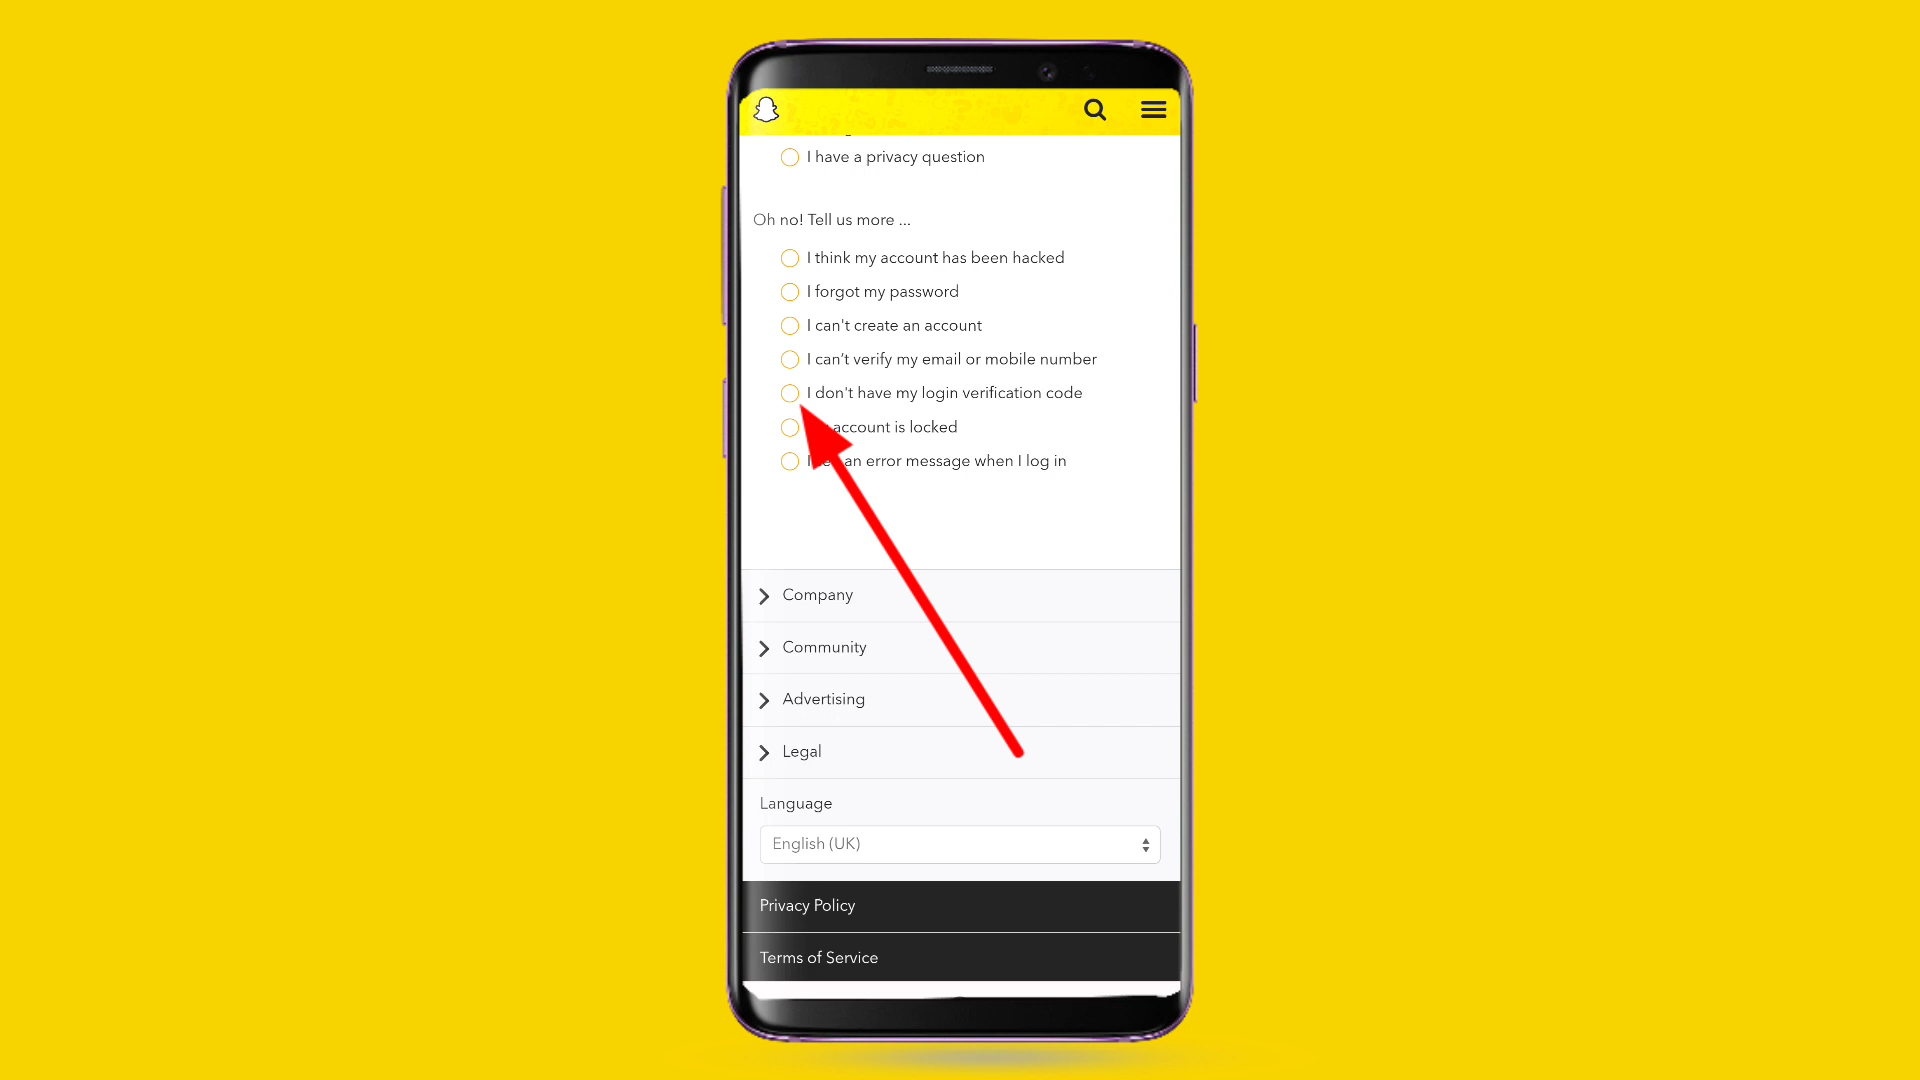 I have a privacy question
Oh no! Tell us more ...
I think my account has been hacked
I forgot my password
I can't create an account
I can’t verify my email or mobile number
I don't have my login verification code
account is locked
an error message when I log in
Company
Community
Advertising
Legal
Language
English (UK)
Privacy Policy
Terms of Service